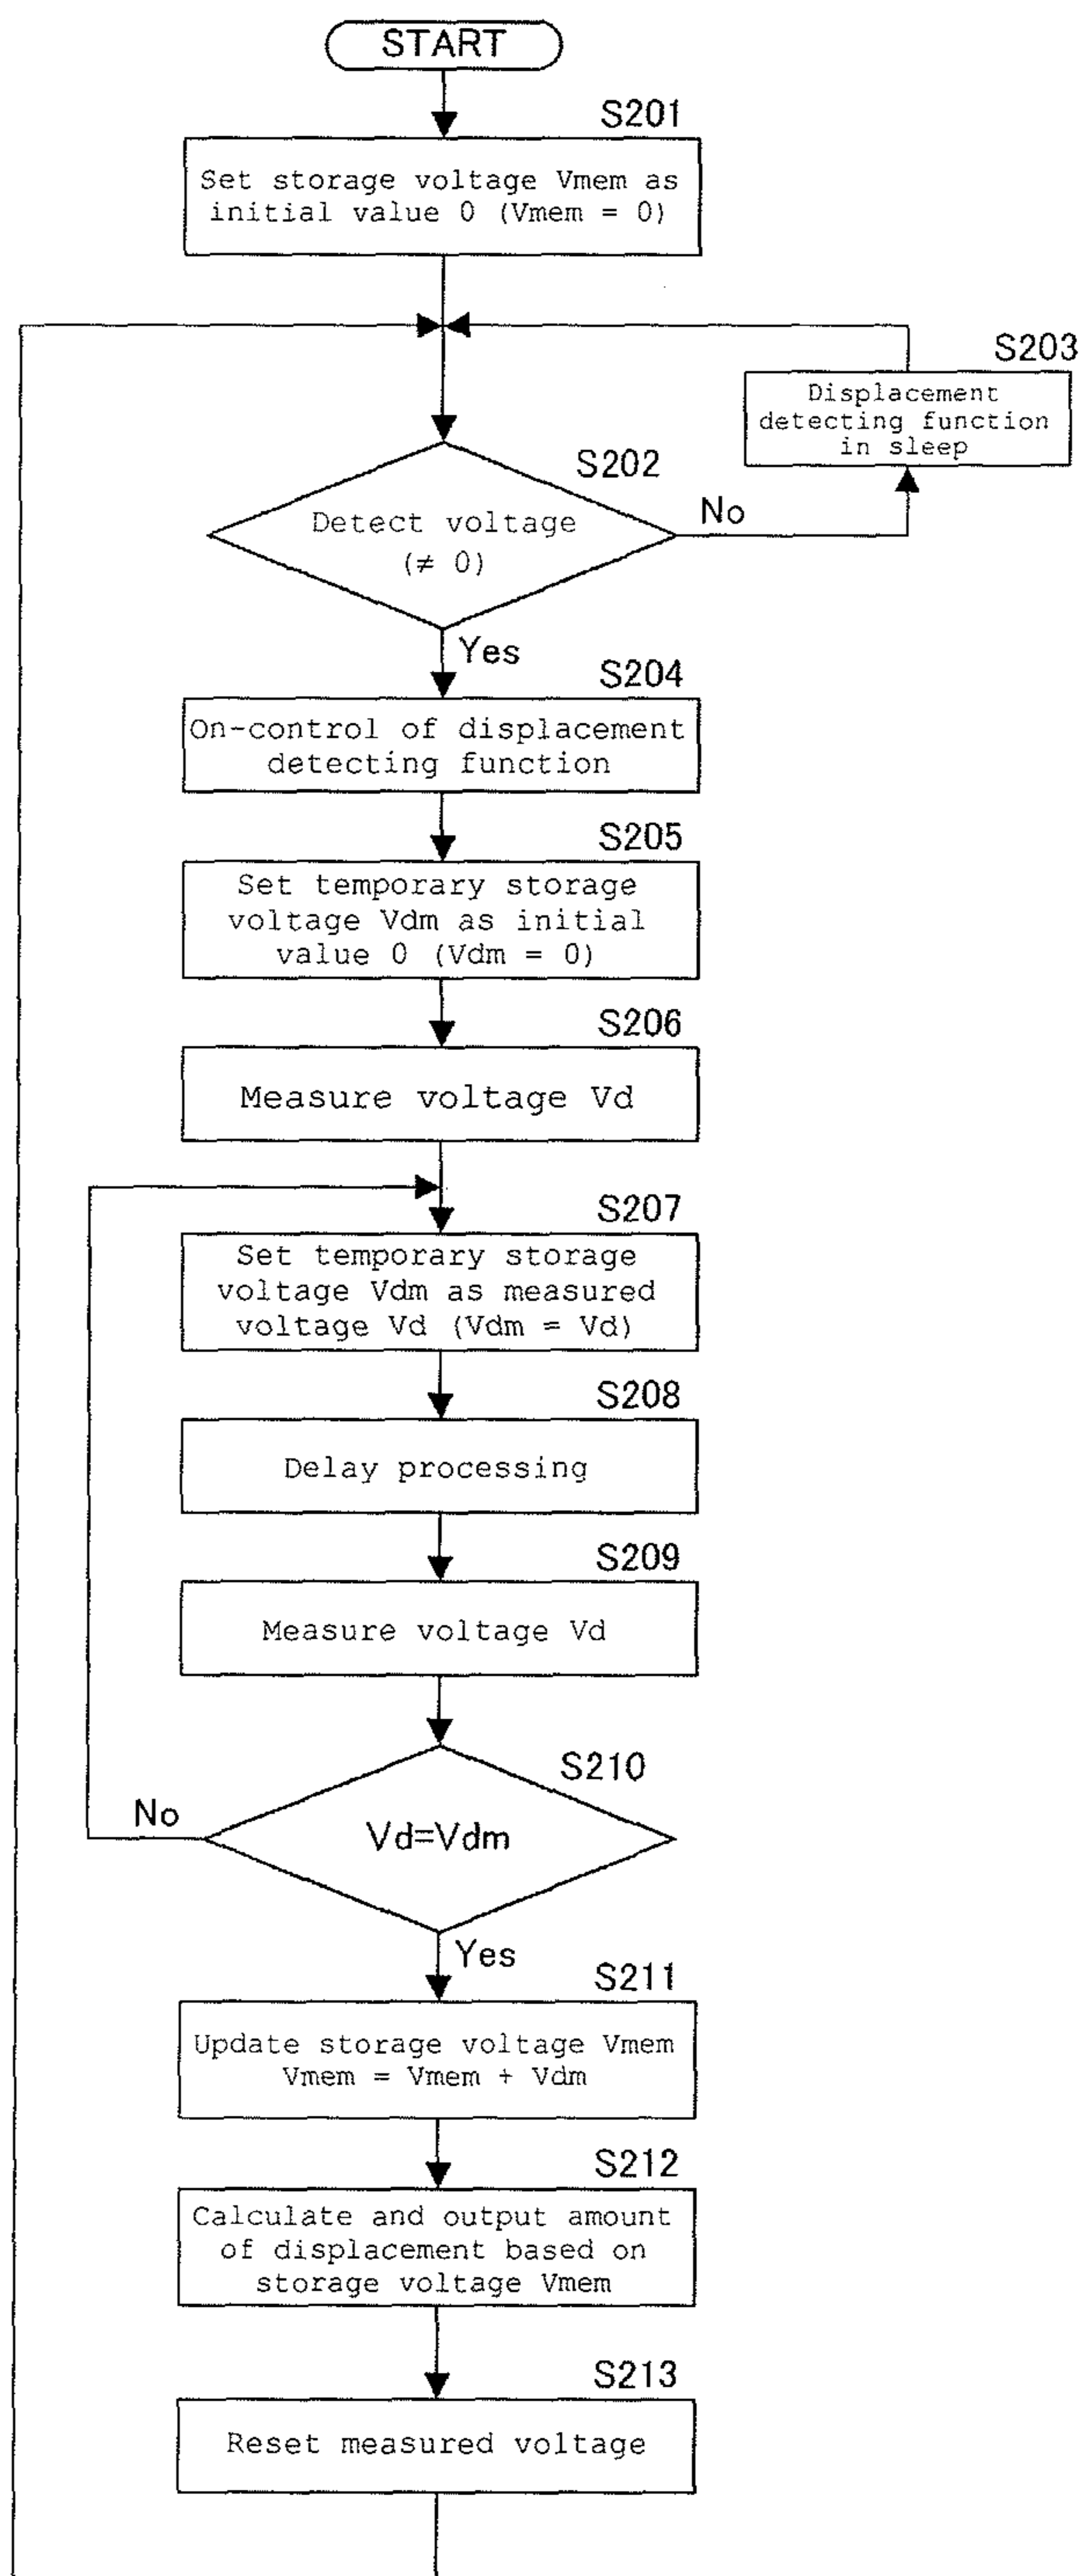 START
S201
Set storage voltage Vmem as
initial value 0 (Vmem = 0)
S203
Displacement
detecting function
in sleep
S202
Detect voltage
(≠ 0)
No
Yes
S204
On-control of displacement
detecting function
S205
Set temporary storage
voltage Vdm as initial
value 0 (Vdm = 0)
S206
Measure voltage Vd
S207
Set temporary storage
voltage Vdm as measured
voltage Vd (Vdm = Vd)
S208
Delay processing
S209
Measure voltage Vd
S210
No
Vd=Vdm
Yes
S211
Update storage voltage Vmem
Vmem = Vmem + Vdm
S212
Calculate and output amount
of displacement based on
storage voltage Vmem
S213
Reset measured voltage